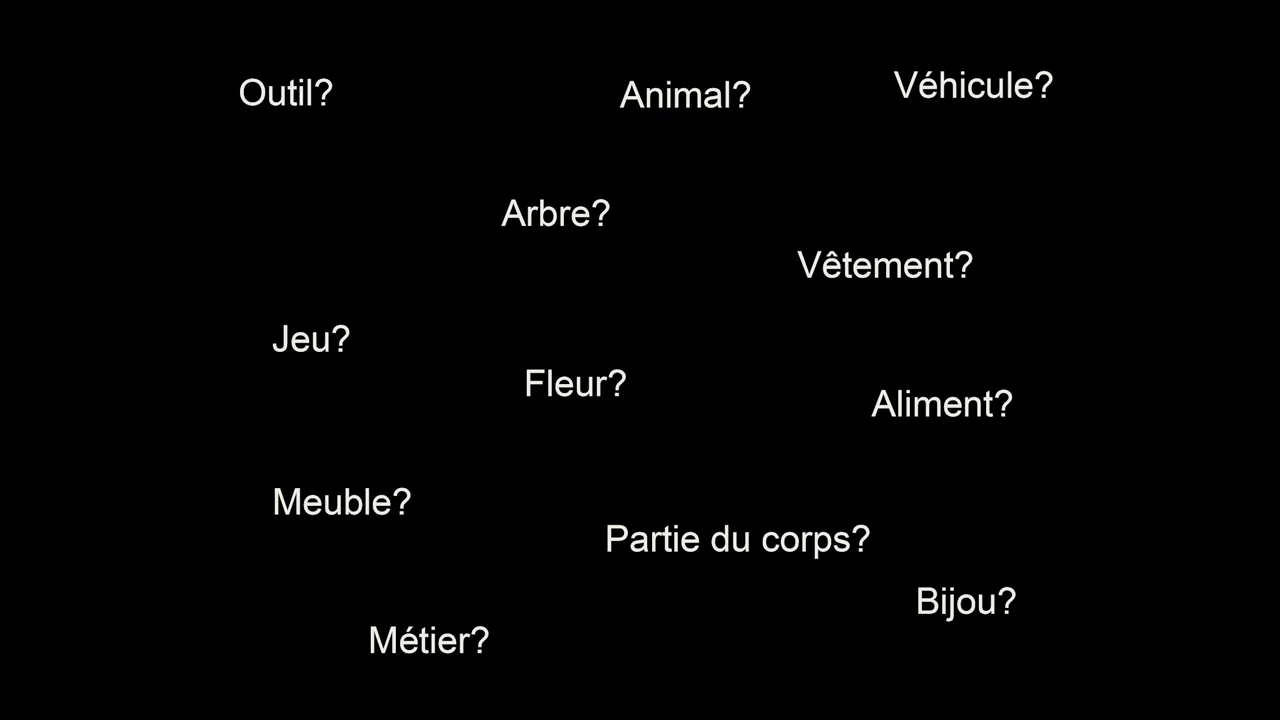 Outil?
Animal?
Véhicule?
Arbre?
Vêtement?
Jeu?
Fleur?
Aliment?
Meuble?
Partie du corps?
Bijou?
Métier?